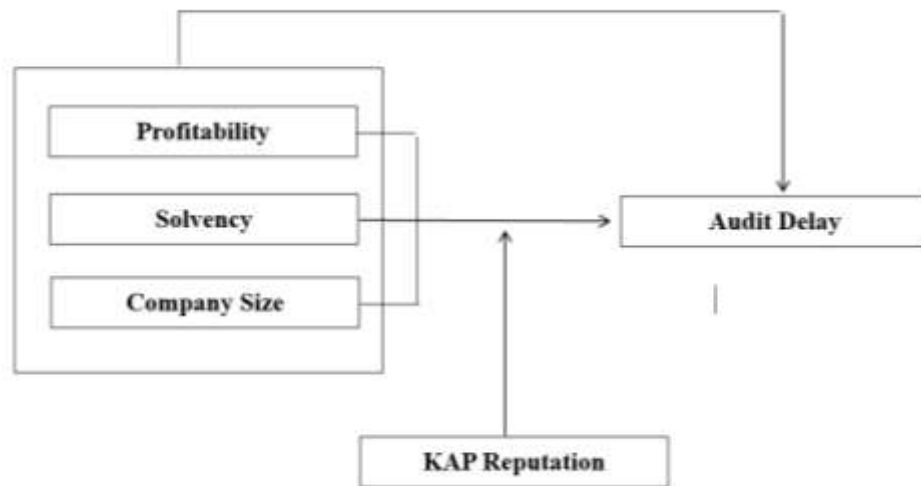 Profitability
Solvency
Audit Delay
Company Size
KAP Reputation